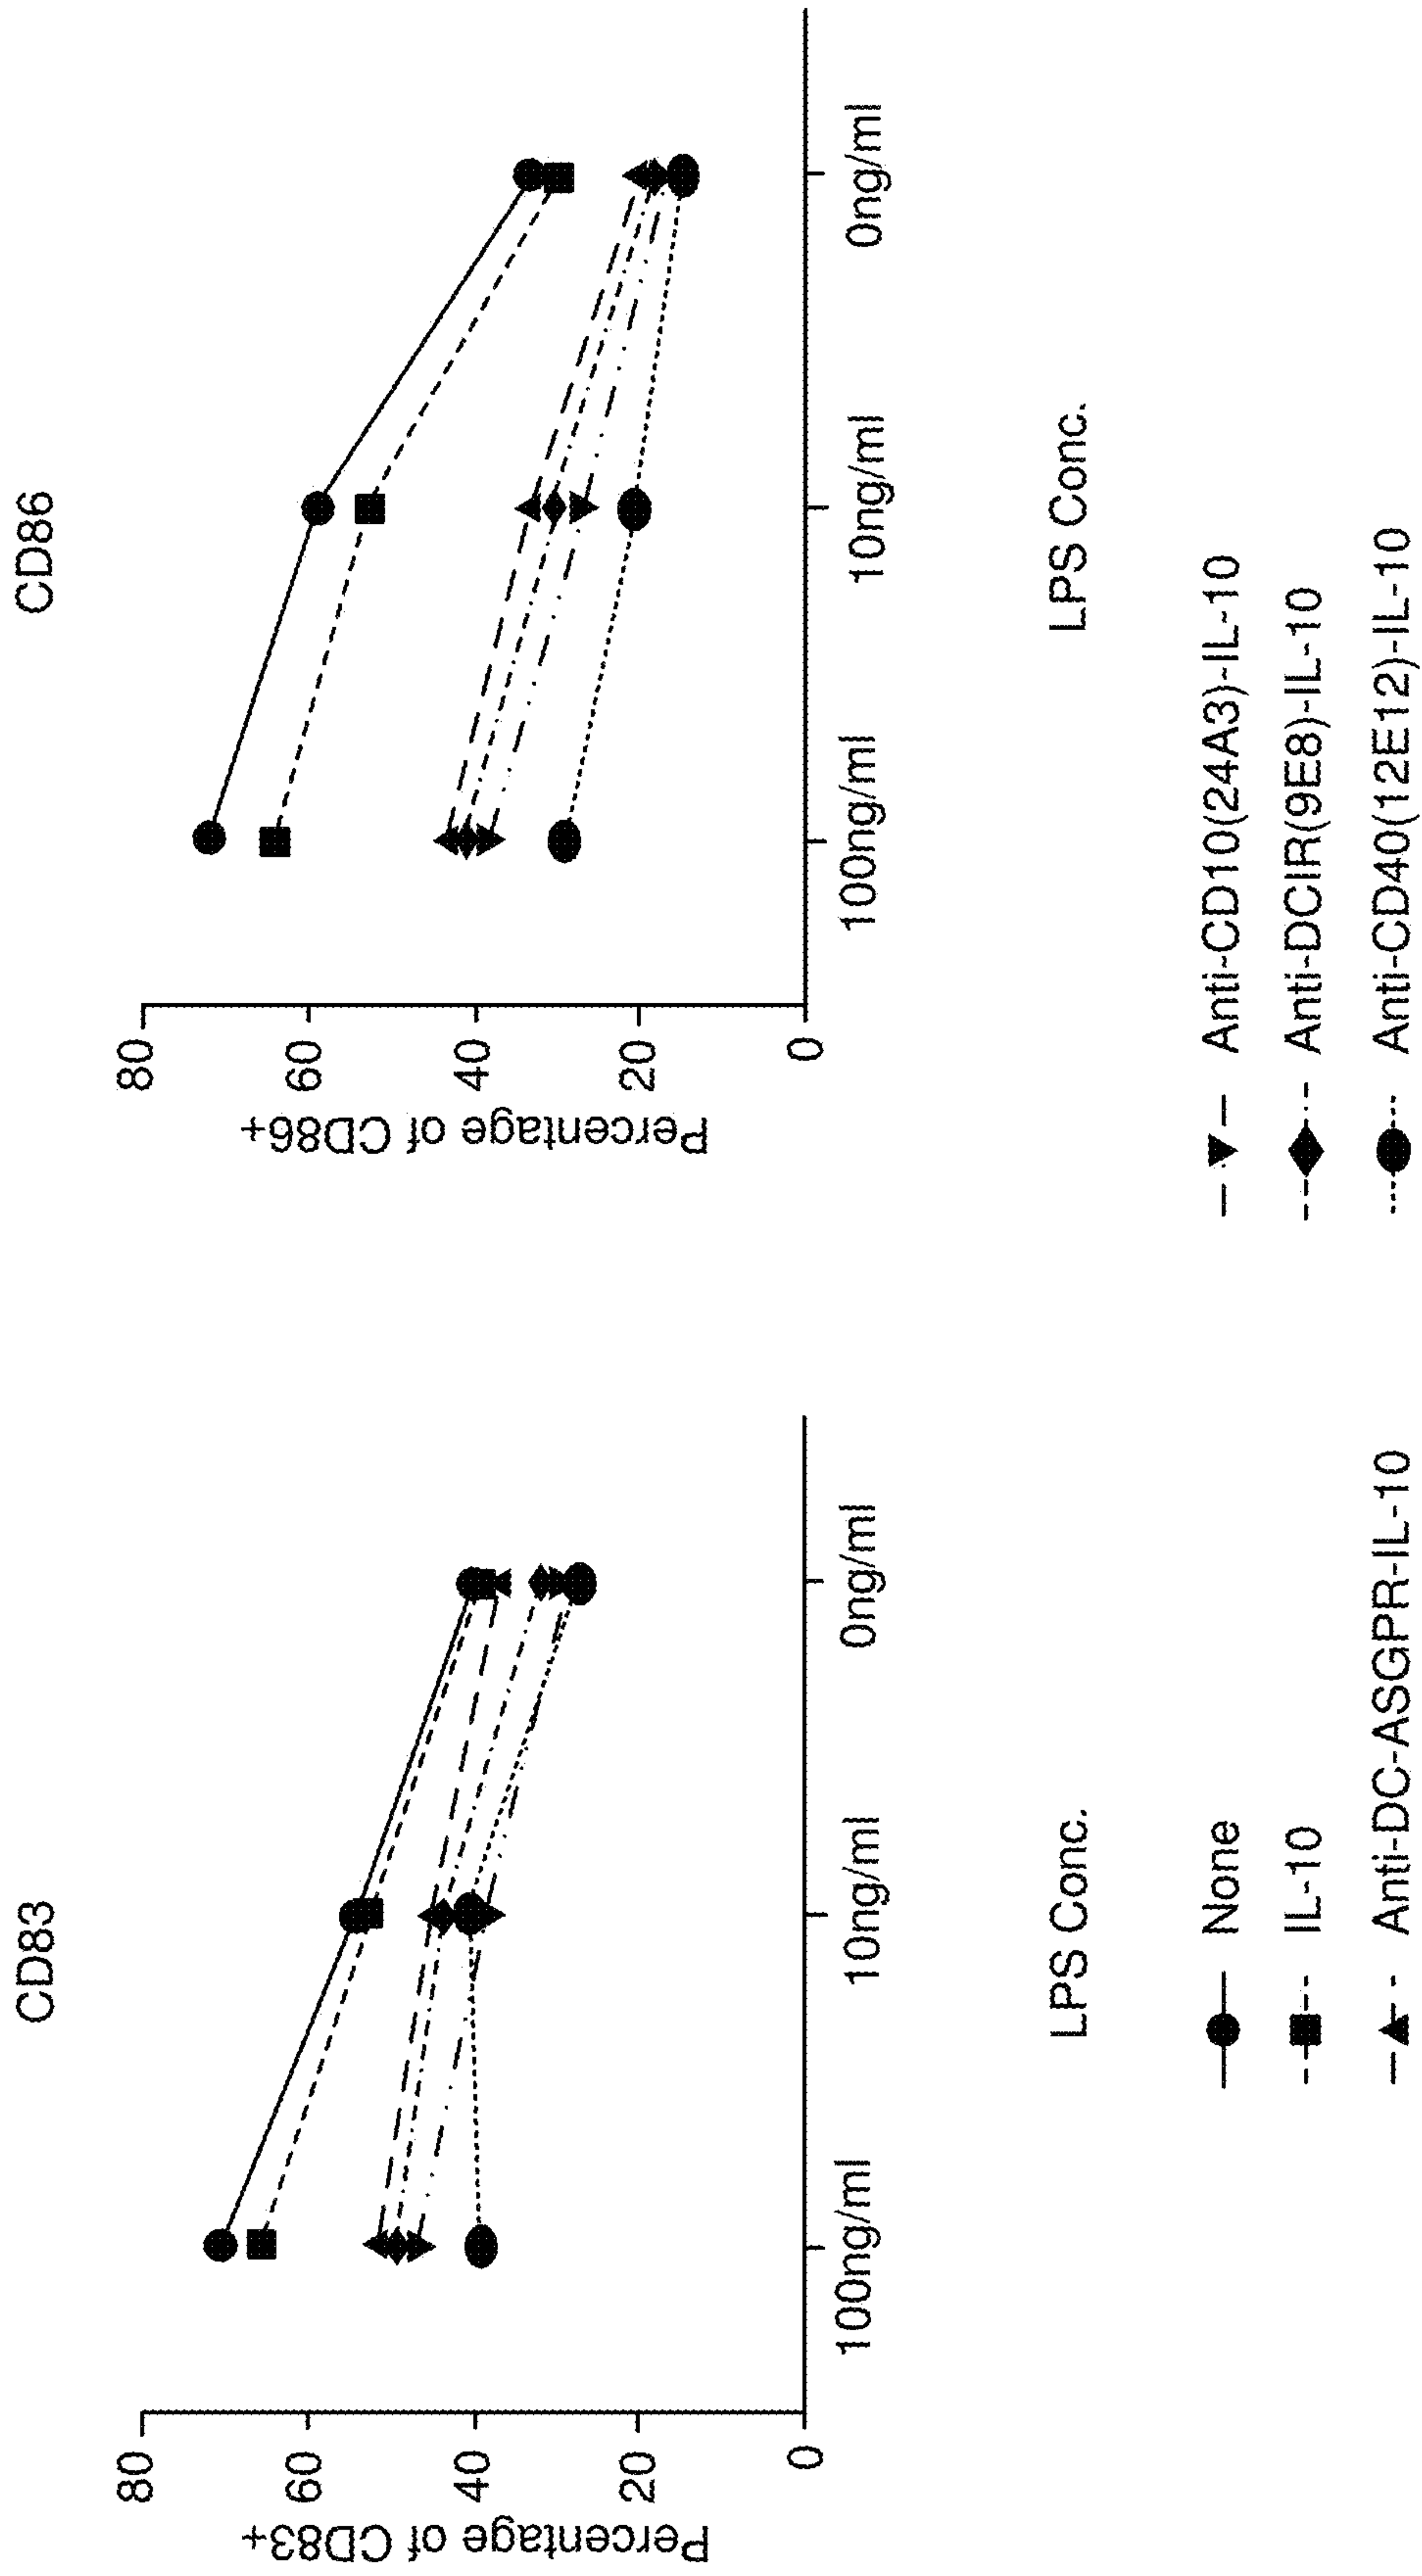 CD83
Percentage of CD83+
80
60
40
20
0
100ng/ml
10ng/ml
0ng/ml
LPS Conc.
CD86
Percentage of CD86+
80
60
40
20
0
100ng/ml
10ng/ml
0ng/ml
LPS Conc.
None
IL-10
Anti-DC-ASGPR-IL-10
Anti-CD10(24A3)-IL-10
Anti-DCIR(9E8)-IL-10
Anti-CD40(12E12)-IL-10